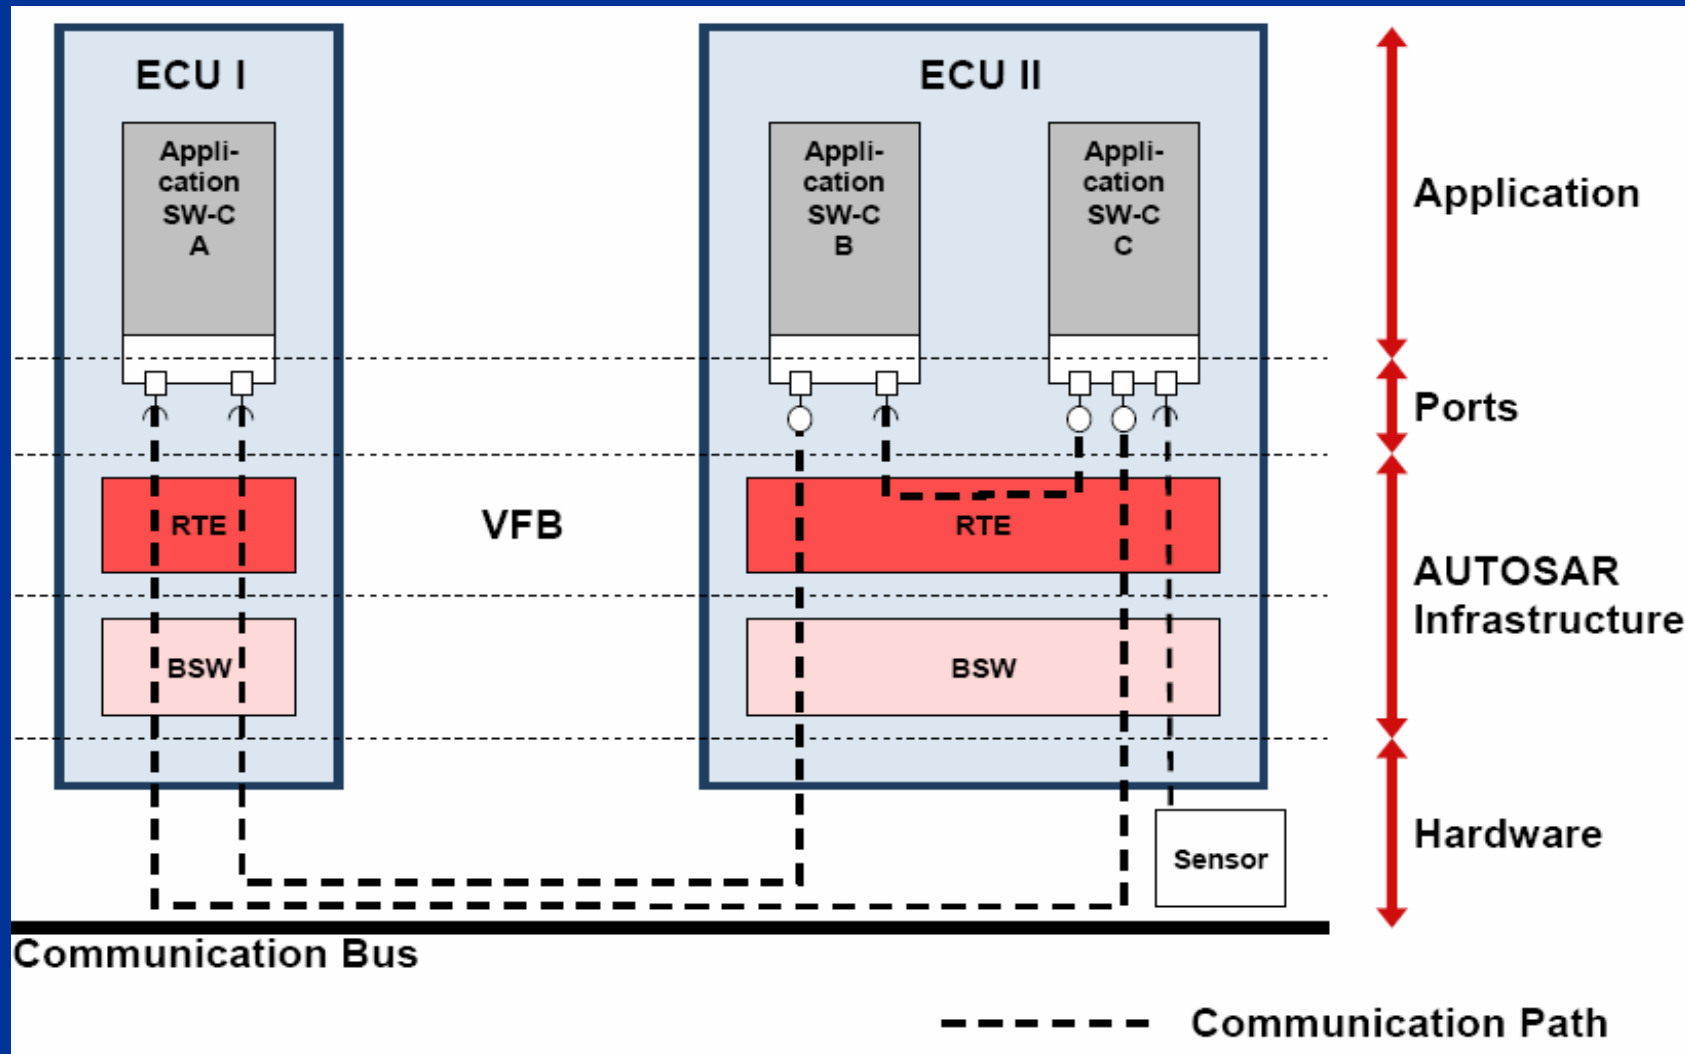 ECU I
ECU II
Appli-
cation
SW-C
A
Appli-
cation
SW-C
B
Appli-
cation
SW-C
C
Application
Ports
RTE
VFB
RTE
AUTOSAR
Infrastructure
BSW
BSW
Hardware
Sensor
Communication Bus
Communication Path